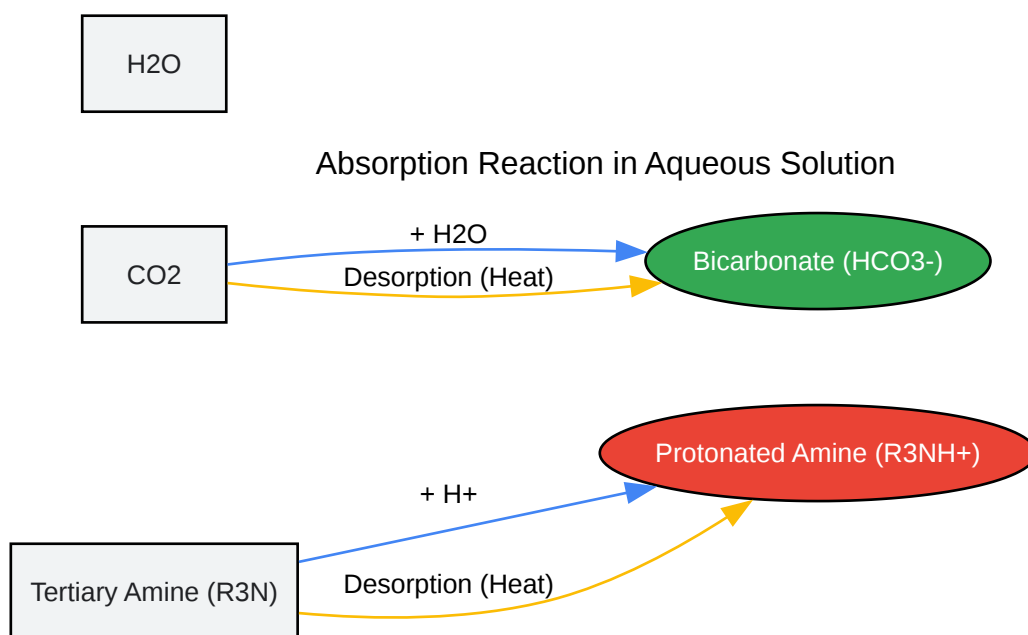 H2O
Absorption Reaction in Aqueous Solution
+ H2O
CO2
Desorption (Heat)
Bicarbonate (HCO3-)
Protonated Amine (R3NH+)
+ H+
Desorption (Heat)
Tertiary Amine (R3N)